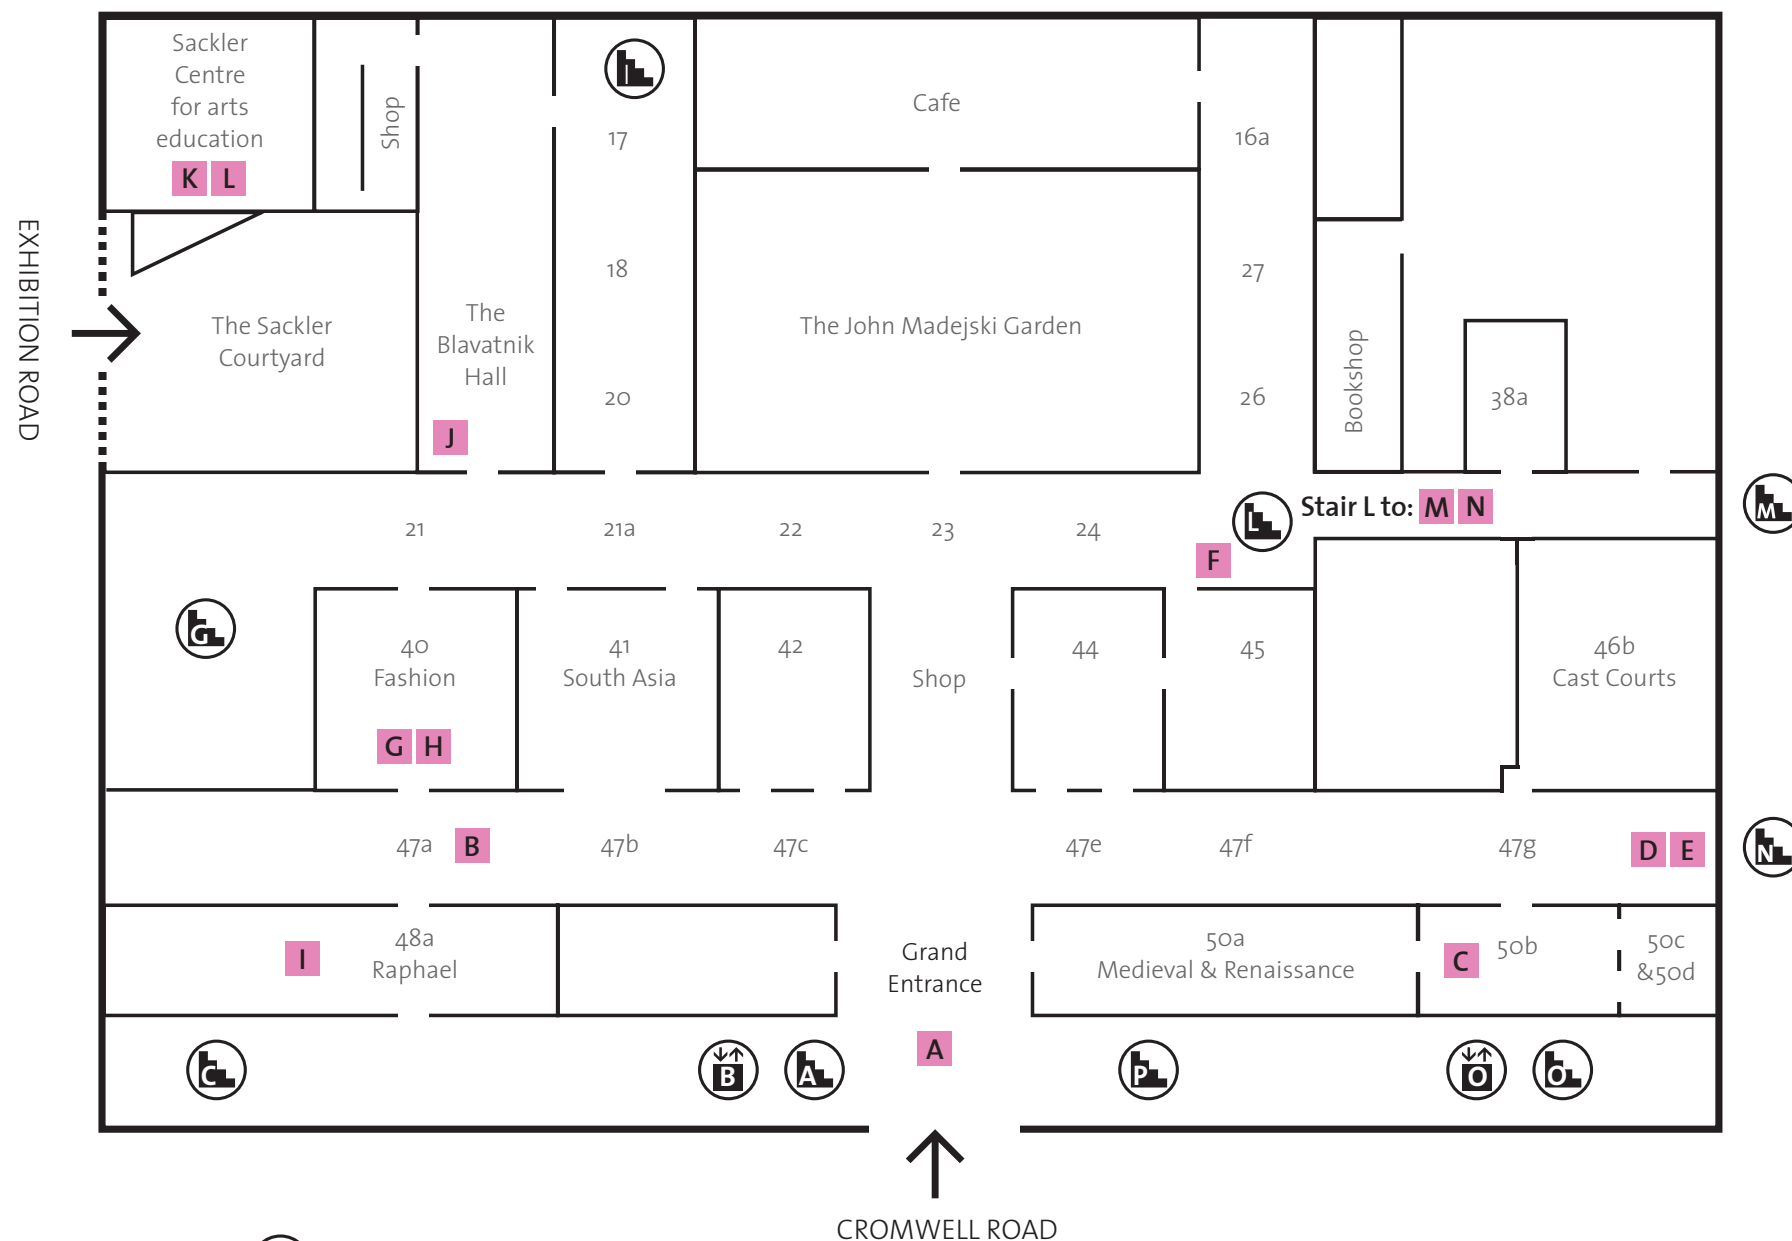 Sackler
Centre
for arts
education
K L
Shop
I
17
Cafe
16a
EXHIBITION ROAD
The Sackler
Courtyard
The
Blavatnik
Hall
J
18
20
The John Madejski Garden
27
26
Bookshop
38a
21
21a
22
23
24
L
Stair L to: M N
M
F
G
40
Fashion
G H
41
South Asia
42
Shop
44
45
46b
Cast Courts
47a
B
47b
47c
47e
47f
47g
D E
N
I
48a
Raphael
Grand
Entrance
50a
Medieval & Renaissance
C
50b
50c
&50d
C
B
A
A
P
O
O
CROMWELL ROAD